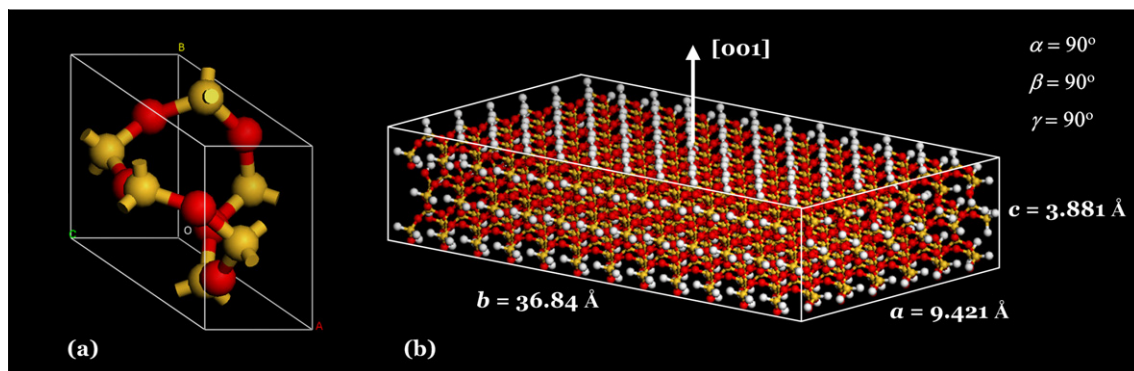 B
O
C
A
(a)
[001]
α = 90°
β = 90°
γ = 90°
c = 3.881 Å
b = 36.84 Å
a = 9.421 Å
(b)